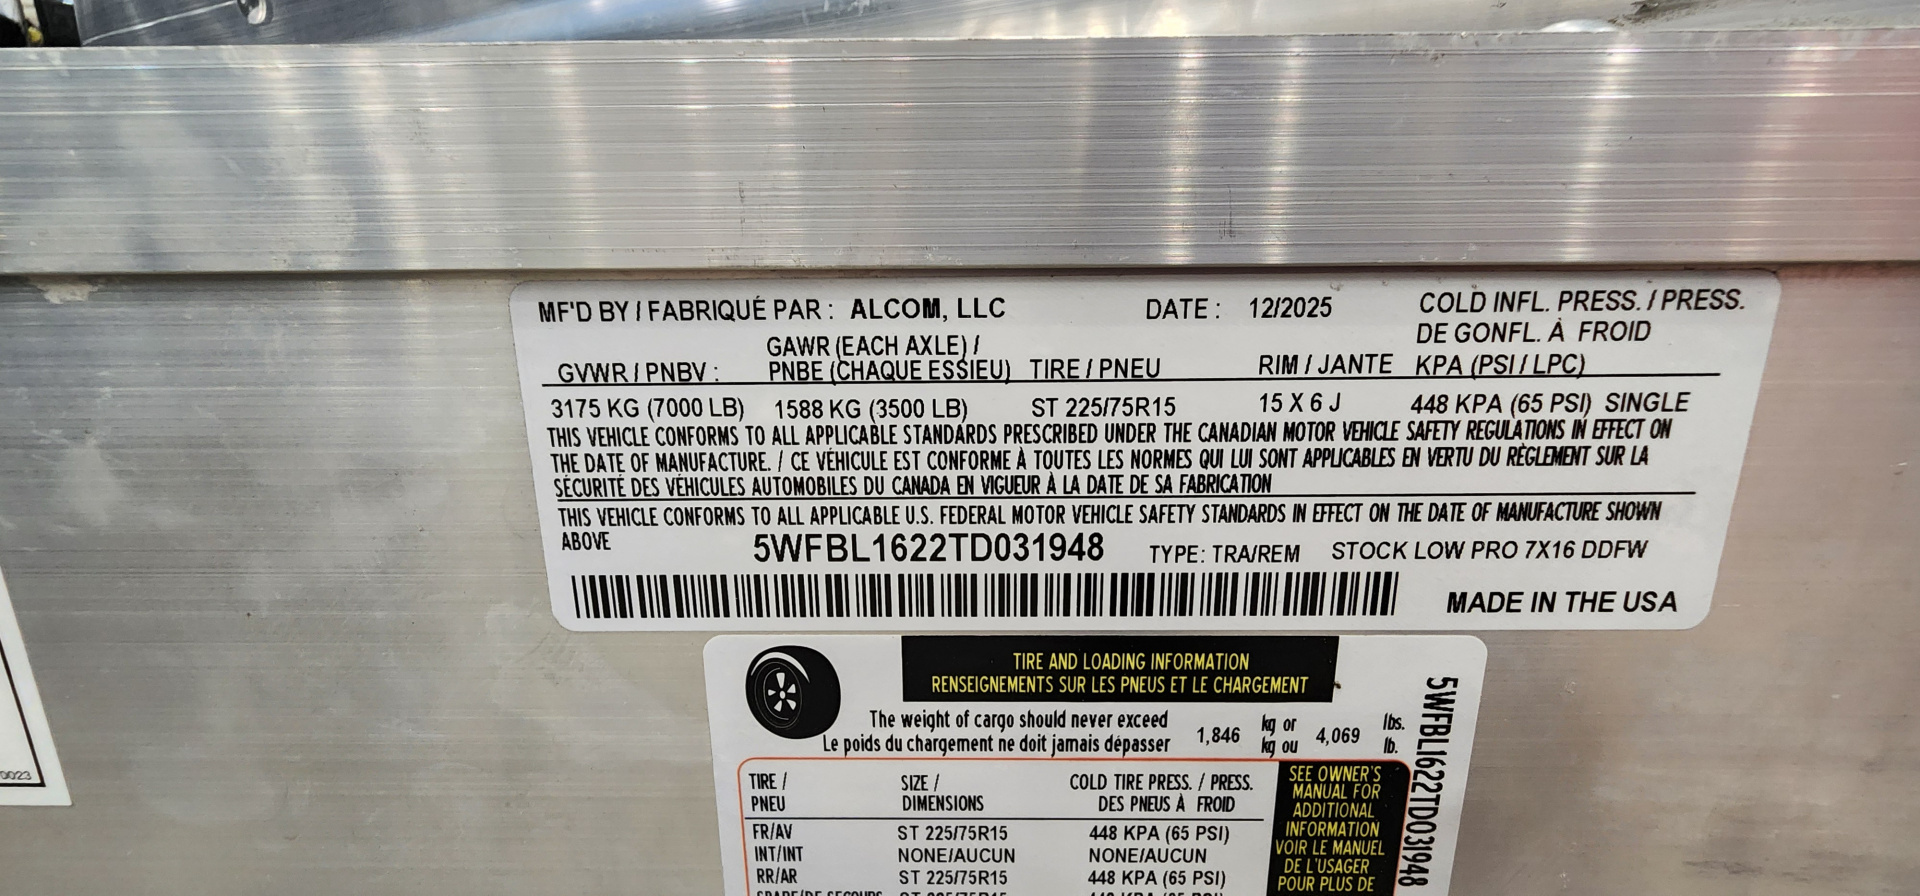 MF'D BY / FABRIQUÉ PAR : ALCOM, LLC DATE : 12/2025 COLD INFL. PRESS. / PRESS.
DE GONFL. À FROID
GAWR (EACH AXLE) /
GVWR / PNBV : PNBE (CHAQUE ESSIEU) TIRE / PNEU RIM / JANTE KPA (PSI / LPC)
3175 KG (7000 LB) 1588 KG (3500 LB) ST 225/75R15 15 X 6 J 448 KPA (65 PSI) SINGLE
THIS VEHICLE CONFORMS TO ALL APPLICABLE STANDARDS PRESCRIBED UNDER THE CANADIAN MOTOR VEHICLE SAFETY REGULATIONS IN EFFECT ON
THE DATE OF MANUFACTURE. / CE VÉHICULE EST CONFORME À TOUTES LES NORMES QUI LUI SONT APPLICABLES EN VERTU DU RÈGLEMENT SUR LA
SÉCURITÉ DES VÉHICULES AUTOMOBILES DU CANADA EN VIGUEUR À LA DATE DE SA FABRICATION
THIS VEHICLE CONFORMS TO ALL APPLICABLE U.S. FEDERAL MOTOR VEHICLE SAFETY STANDARDS IN EFFECT ON THE DATE OF MANUFACTURE SHOWN
ABOVE 5WFBL1622TD031948 TYPE: TRA/REM STOCK LOW PRO 7X16 DDFW
MADE IN THE USA
TIRE AND LOADING INFORMATION
RENSEIGNEMENTS SUR LES PNEUS ET LE CHARGEMENT
The weight of cargo should never exceed 1,846 kg or 4,069 lbs.
Le poids du chargement ne doit jamais dépasser kg ou lb.
TIRE / SIZE / COLD TIRE PRESS. / PRESS.
PNEU DIMENSIONS DES PNEUS À FROID
FR/AV ST 225/75R15 448 KPA (65 PSI)
INT/INT NONE/AUCUN NONE/AUCUN
RR/AR ST 225/75R15 448 KPA (65 PSI)
SPARE/DE SECOURS ST 225/75R15 448 KPA (65 PSI)
SEE OWNER'S
MANUAL FOR
ADDITIONAL
INFORMATION
VOIR LE MANUEL
DE L'USAGER
POUR PLUS DE
5WFBL1622TD031948
0023